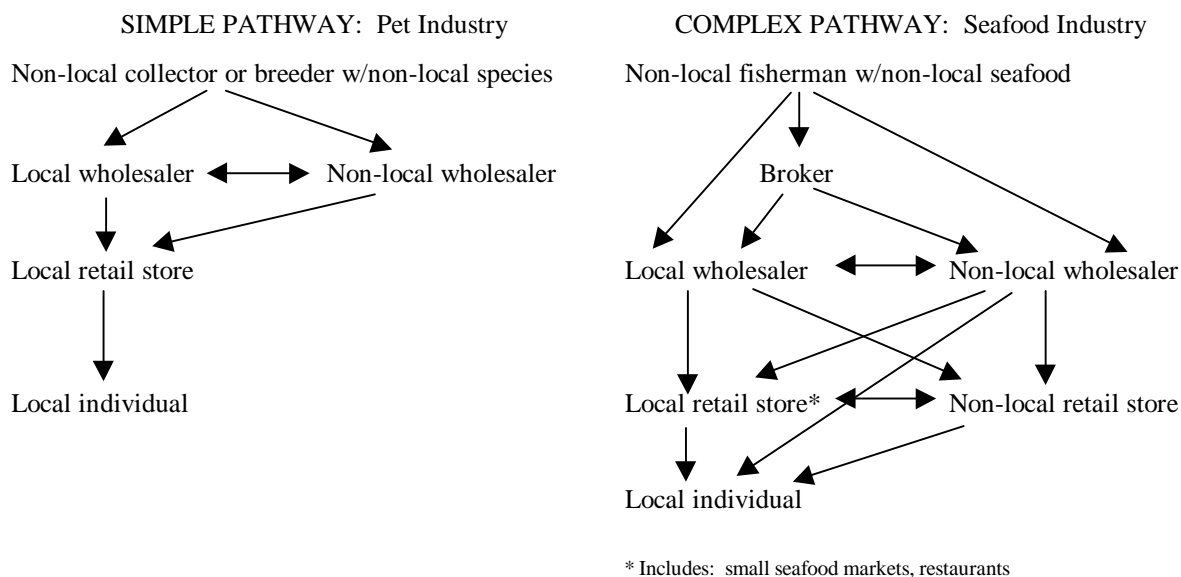 SIMPLE PATHWAY: Pet Industry
Non-local collector or breeder w/non-local species
Local wholesaler
Non-local wholesaler
Local retail store
Local individual
COMPLEX PATHWAY: Seafood Industry
Non-local fisherman w/non-local seafood
Broker
Local wholesaler
Non-local wholesaler
Local retail store*
Non-local retail store
Local individual
* Includes: small seafood markets, restaurants